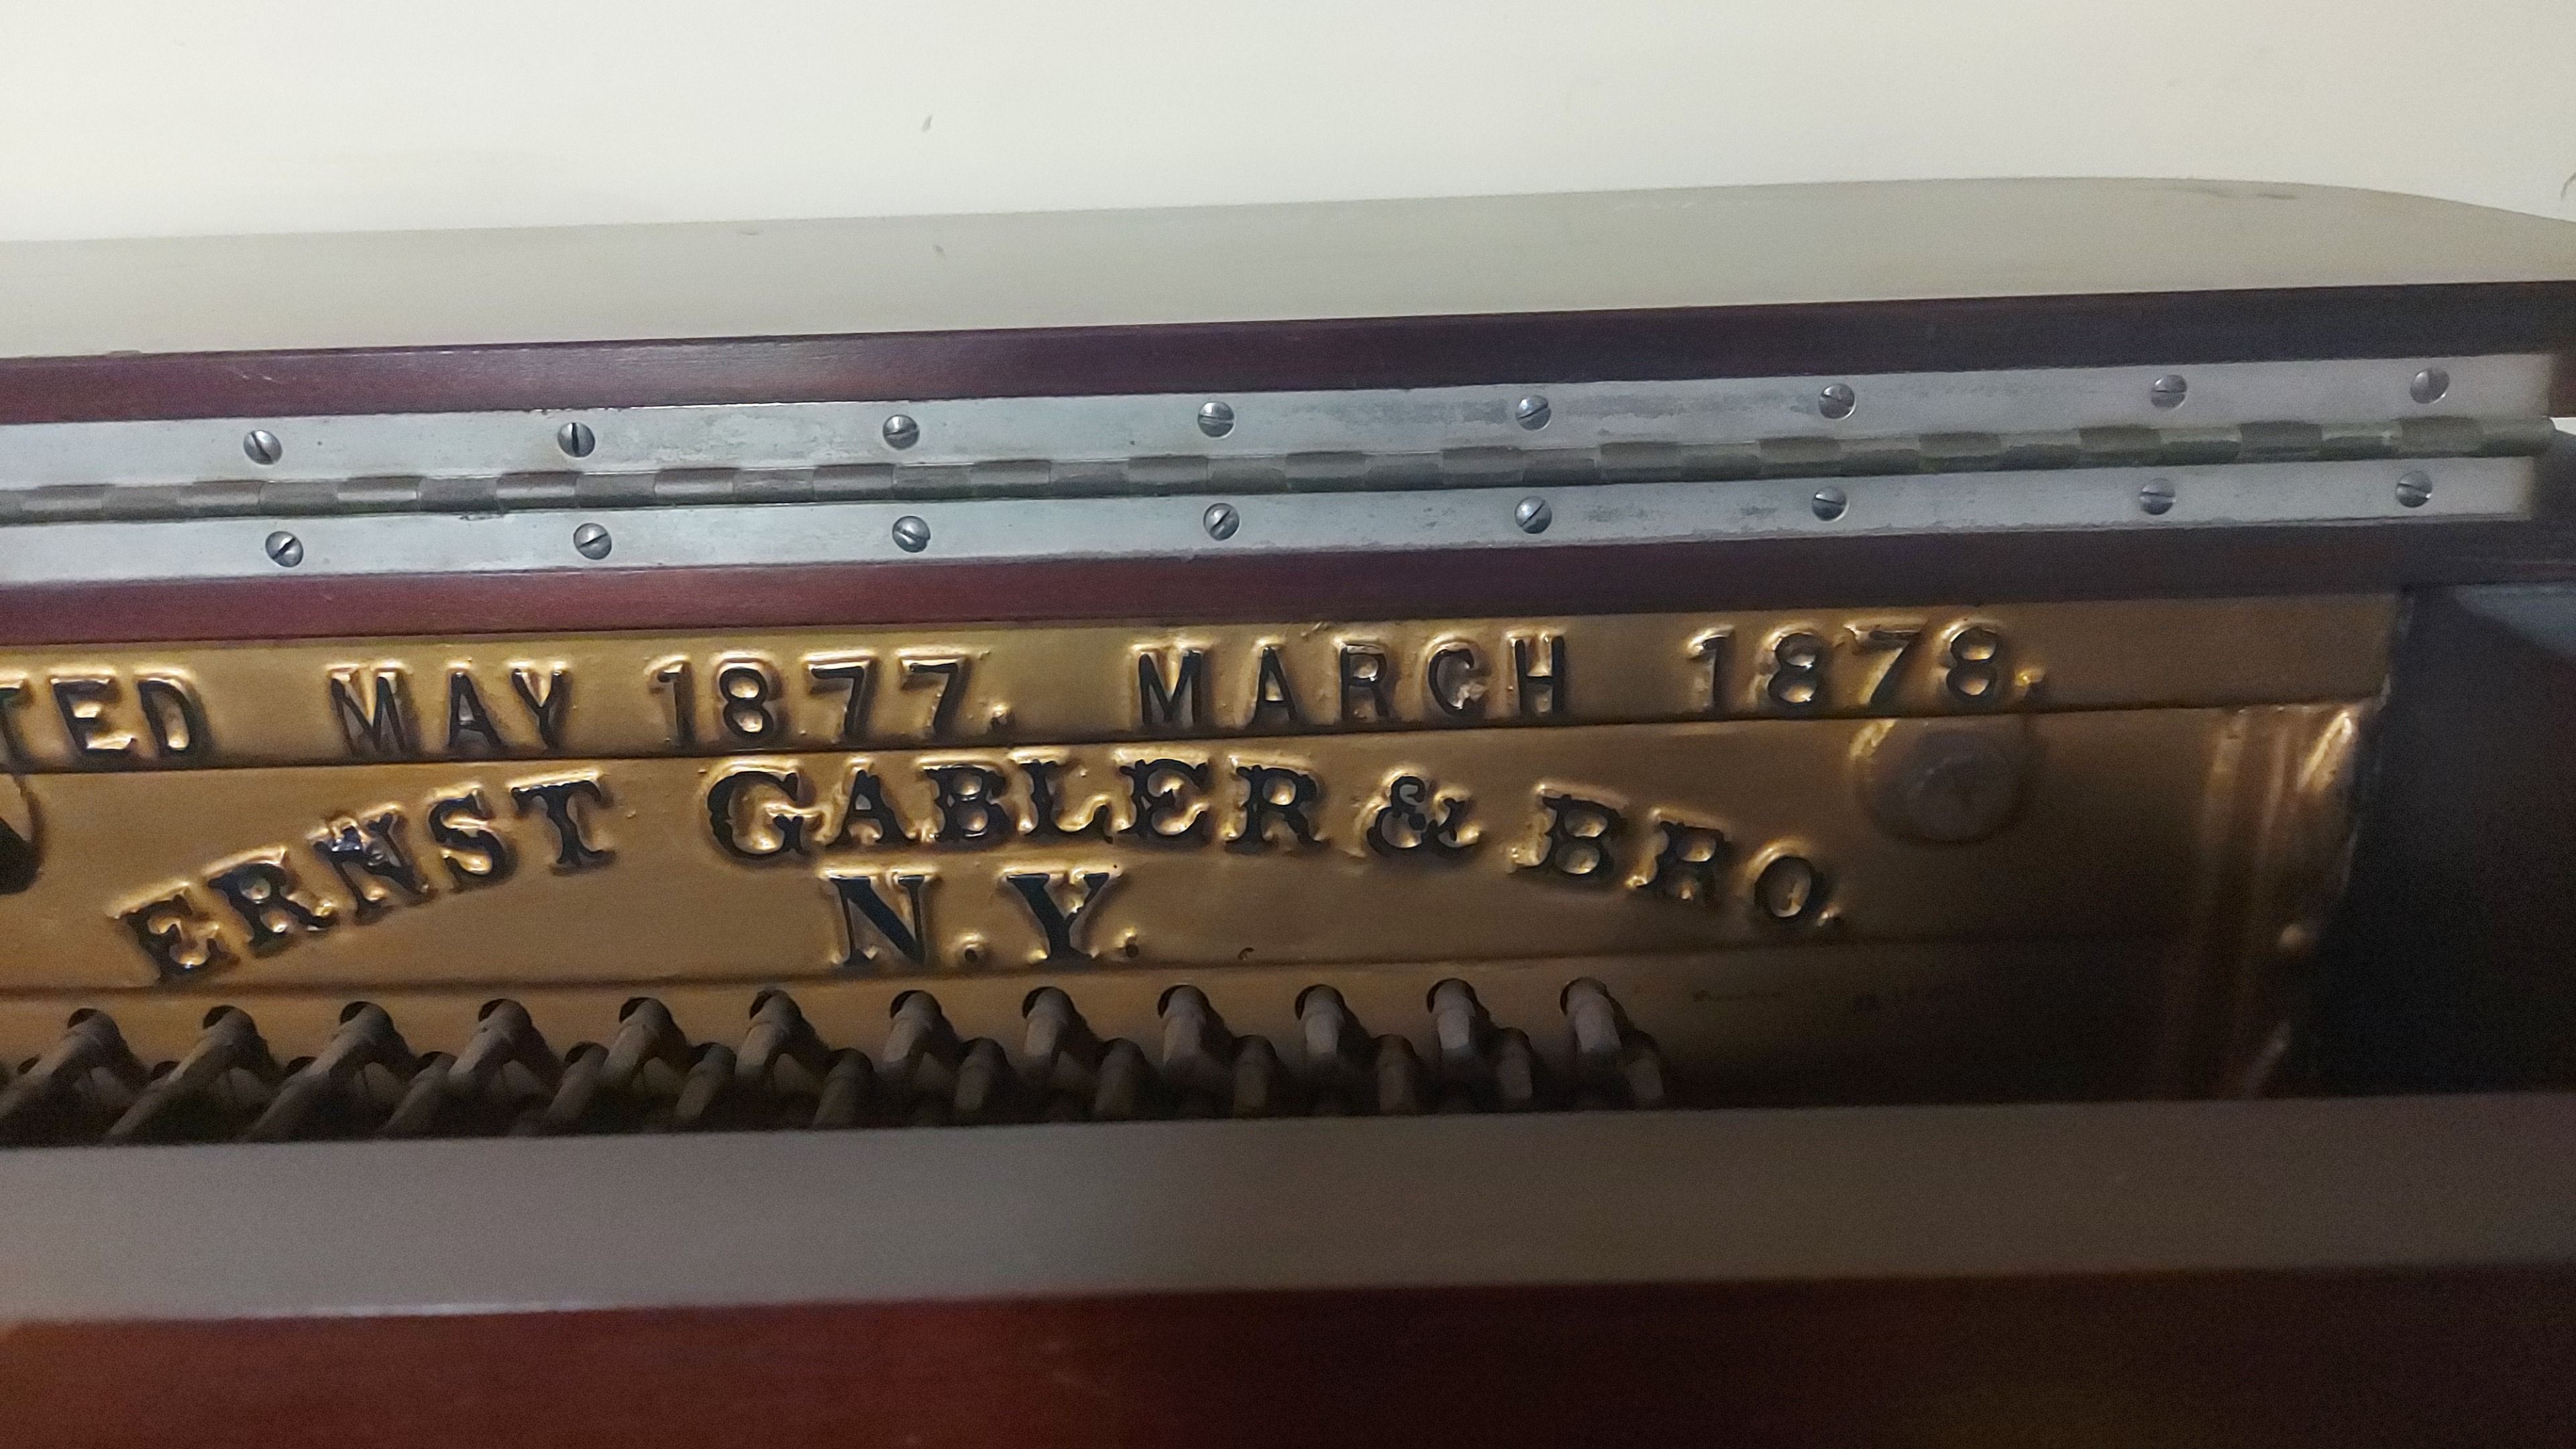 TED MAY 1877. MARCH 1878.
ERNST GABLER & BRO.
N.Y.